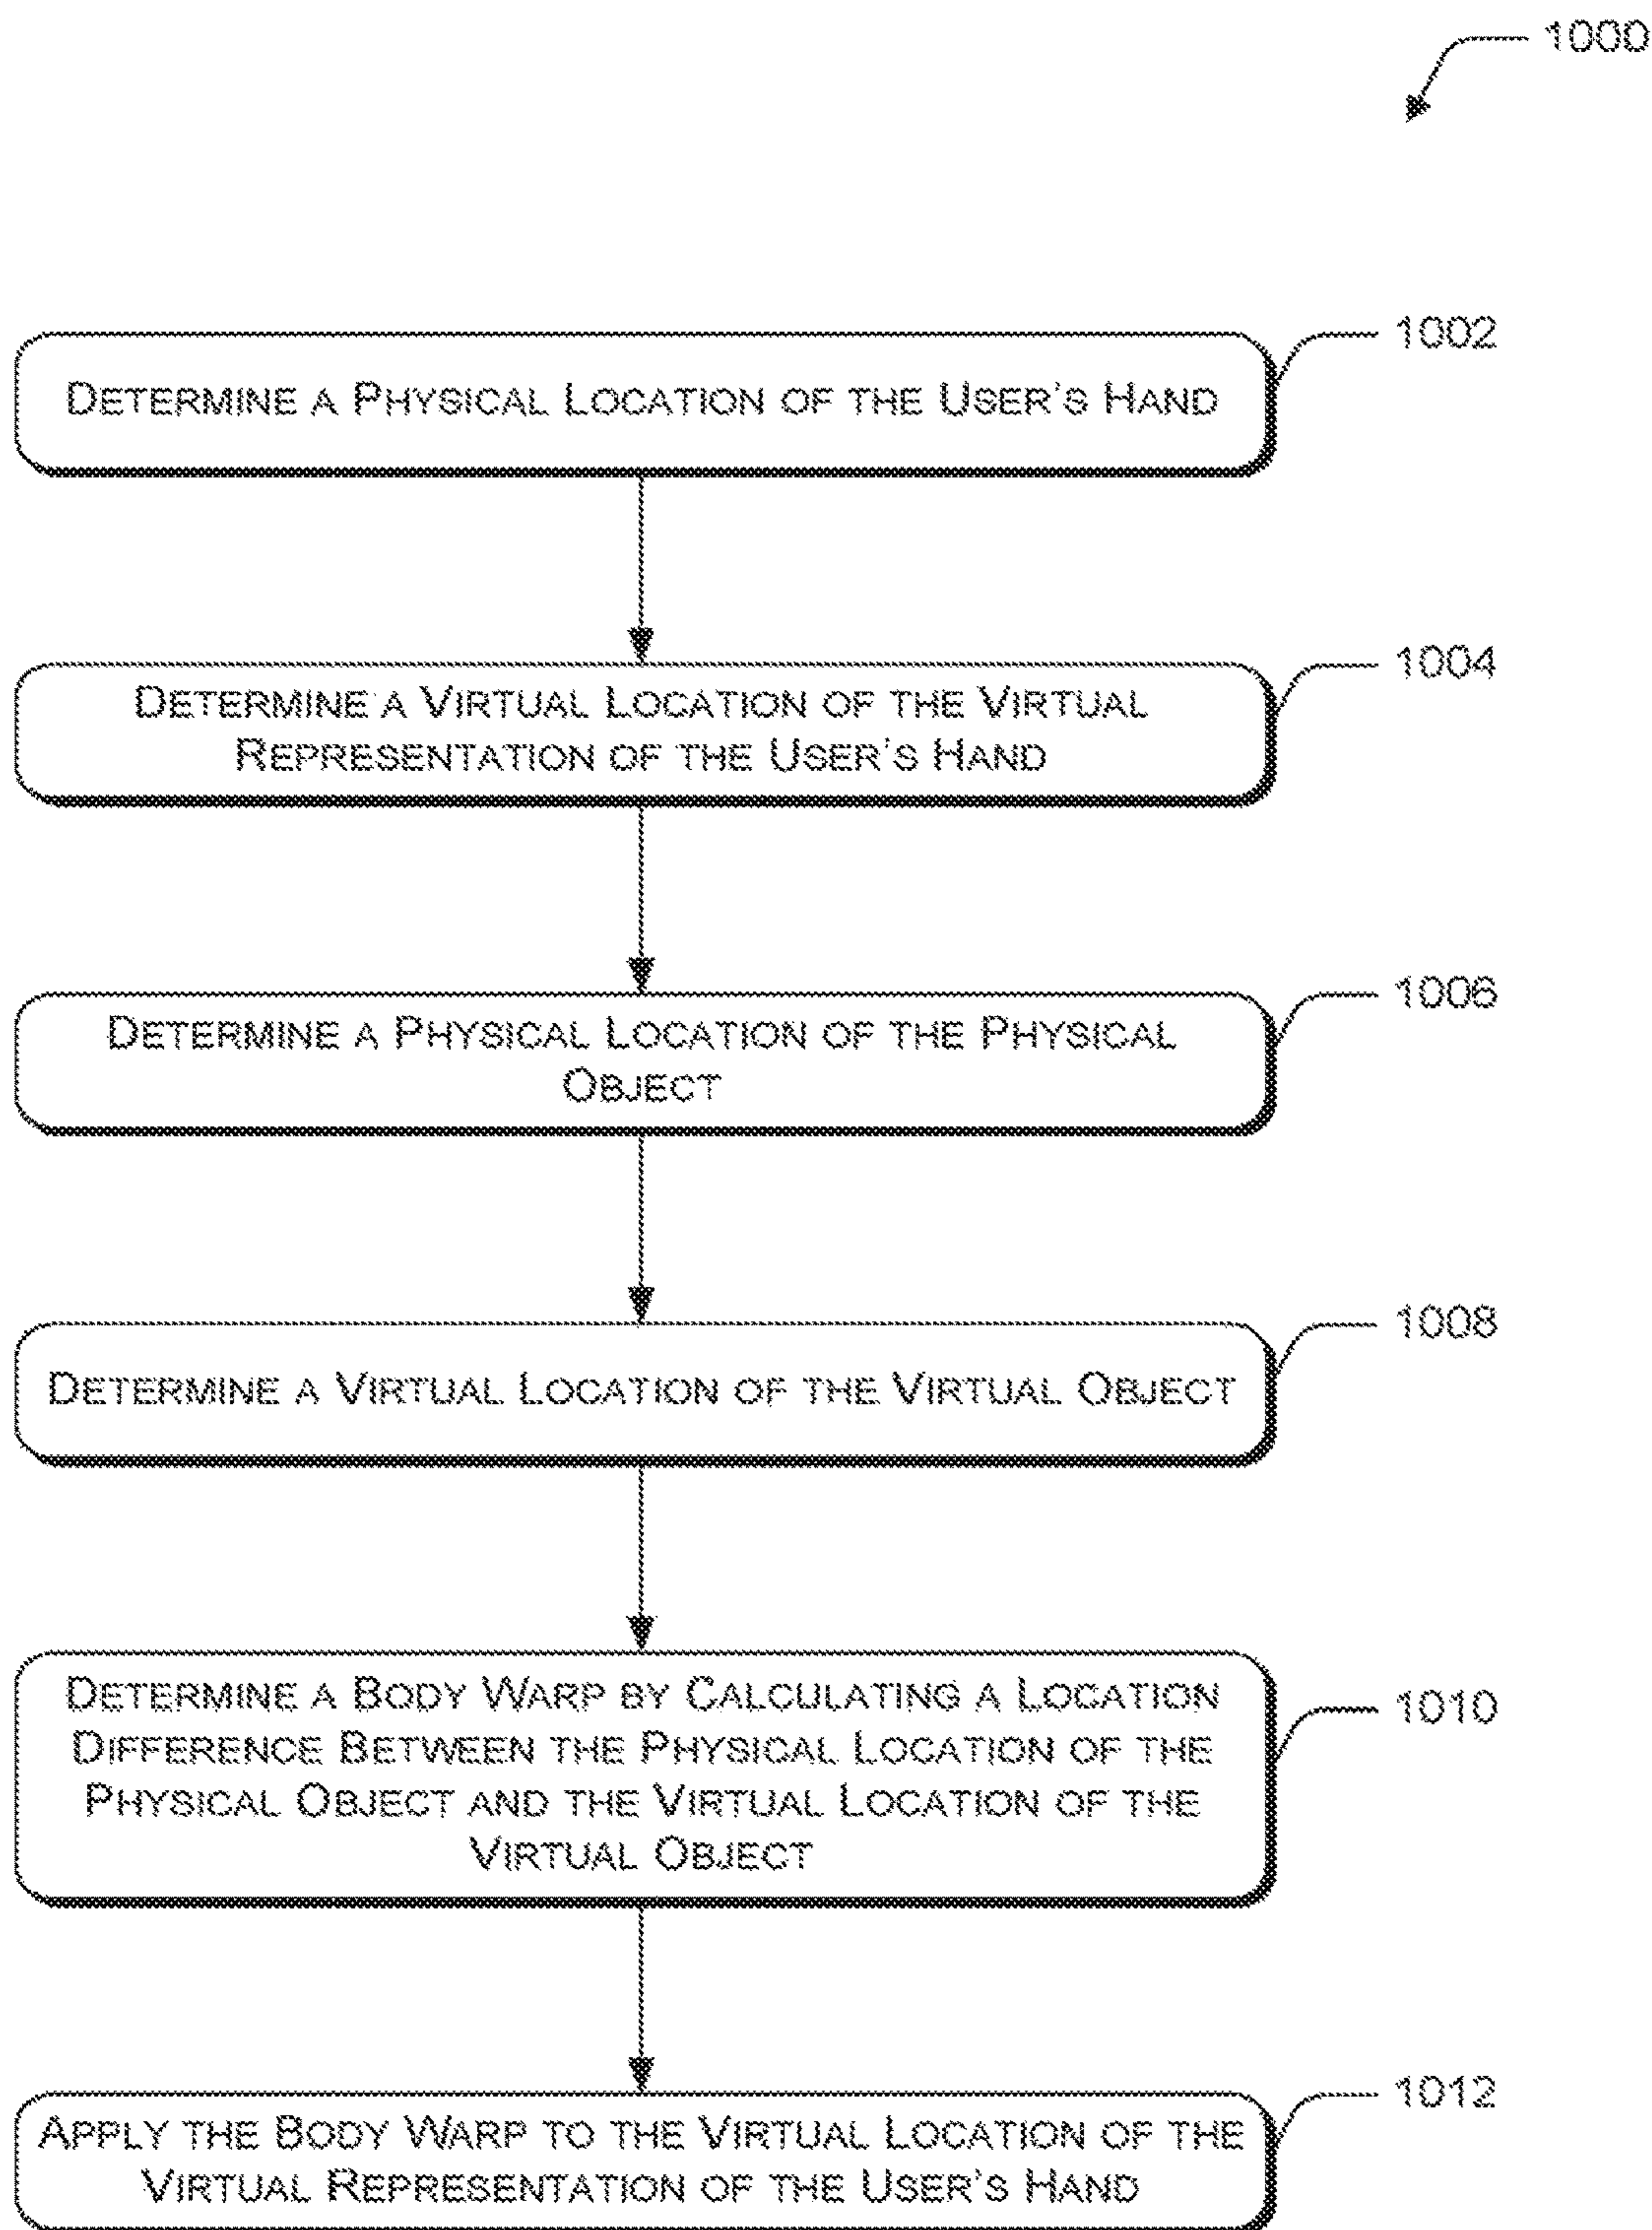 1000
DETERMINE A PHYSICAL LOCATION OF THE USER'S HAND
1002
DETERMINE A VIRTUAL LOCATION OF THE VIRTUAL
REPRESENTATION OF THE USER'S HAND
1004
DETERMINE A PHYSICAL LOCATION OF THE PHYSICAL
OBJECT
1006
DETERMINE A VIRTUAL LOCATION OF THE VIRTUAL OBJECT
1008
DETERMINE A BODY WARP BY CALCULATING A LOCATION
DIFFERENCE BETWEEN THE PHYSICAL LOCATION OF THE
PHYSICAL OBJECT AND THE VIRTUAL LOCATION OF THE
VIRTUAL OBJECT
1010
APPLY THE BODY WARP TO THE VIRTUAL LOCATION OF THE
VIRTUAL REPRESENTATION OF THE USER'S HAND
1012